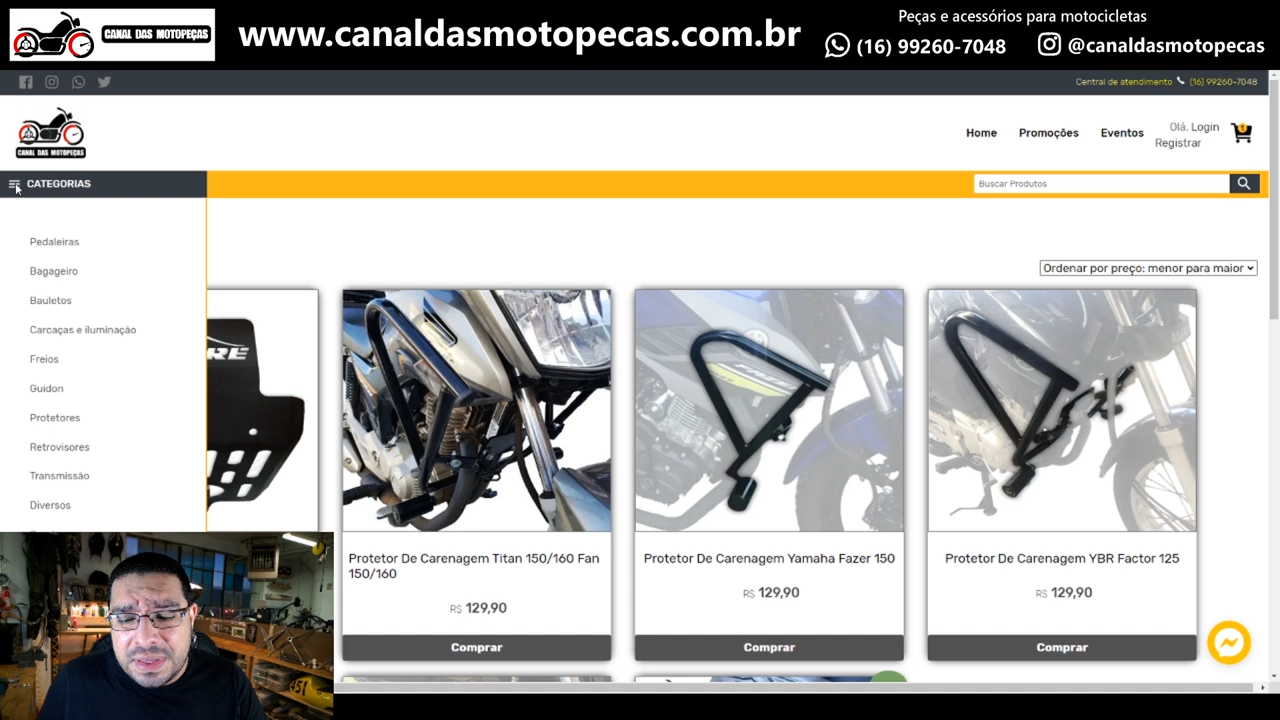 CANAL DAS MOTOPEÇAS
www.canaldasmotopecas.com.br
Peças e acessórios para motocicletas
(16) 99260-7048
@canaldasmotopecas
Central de atendimento (16) 99260-7048
CANAL DAS MOTOPEÇAS
Home
Promoções
Eventos
Olá. Login
Registrar
CATEGORIAS
Buscar Produtos
Pedaleiras
Bagageiro
Bauletos
Carcaças e iluminação
Freios
Guidon
Protetores
Retrovisores
Transmissão
Diversos
Ordenar por preço: menor para maior
Protetor De Carenagem Titan 150/160 Fan
150/160
R$ 129,90
Comprar
Protetor De Carenagem Yamaha Fazer 150
R$ 129,90
Comprar
Protetor De Carenagem YBR Factor 125
R$ 129,90
Comprar